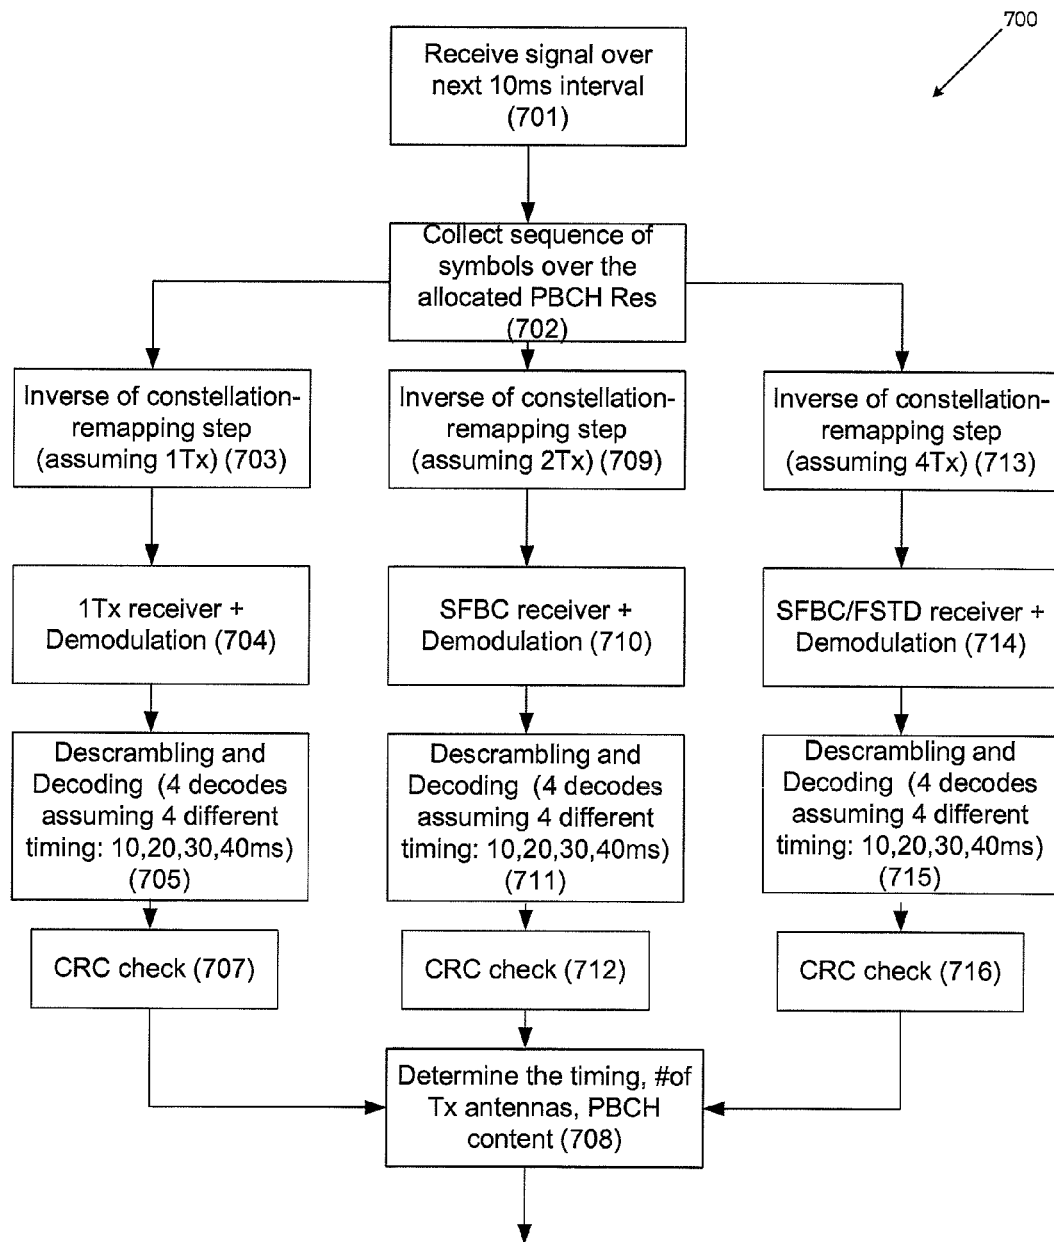 700
Receive signal over
next 10ms interval
(701)
Collect sequence of
symbols over the
allocated PBCH Res
(702)
Inverse of constellation-
remapping step
(assuming 1Tx) (703)
Inverse of constellation-
remapping step
(assuming 2Tx) (709)
Inverse of constellation-
remapping step
(assuming 4Tx) (713)
1Tx receiver +
Demodulation (704)
SFBC receiver +
Demodulation (710)
SFBC/FSTD receiver +
Demodulation (714)
Descrambling and
Decoding (4 decodes
assuming 4 different
timing: 10,20,30,40ms)
(705)
Descrambling and
Decoding (4 decodes
assuming 4 different
timing: 10,20,30,40ms)
(711)
Descrambling and
Decoding (4 decodes
assuming 4 different
timing: 10,20,30,40ms)
(715)
CRC check (707)
CRC check (712)
CRC check (716)
Determine the timing, #of
Tx antennas, PBCH
content (708)